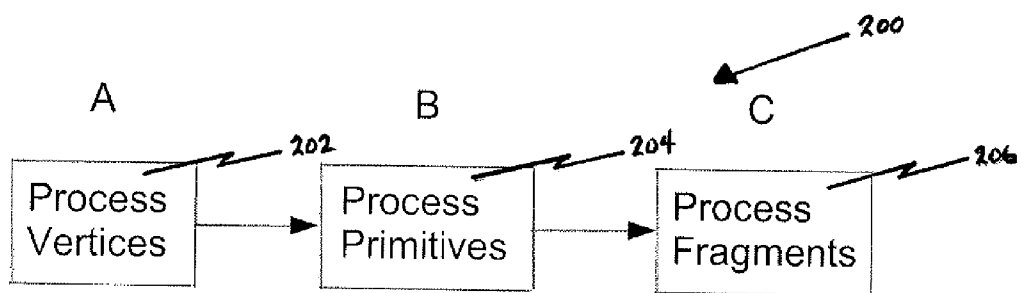 200
A
B
C
202
204
206
Process
Vertices
Process
Primitives
Process
Fragments